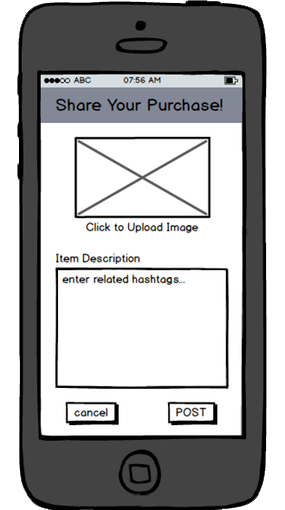 ABC 07:56 AM
Share Your Purchase!
Click to Upload Image
Item Description
enter related hashtags...
cancel POST